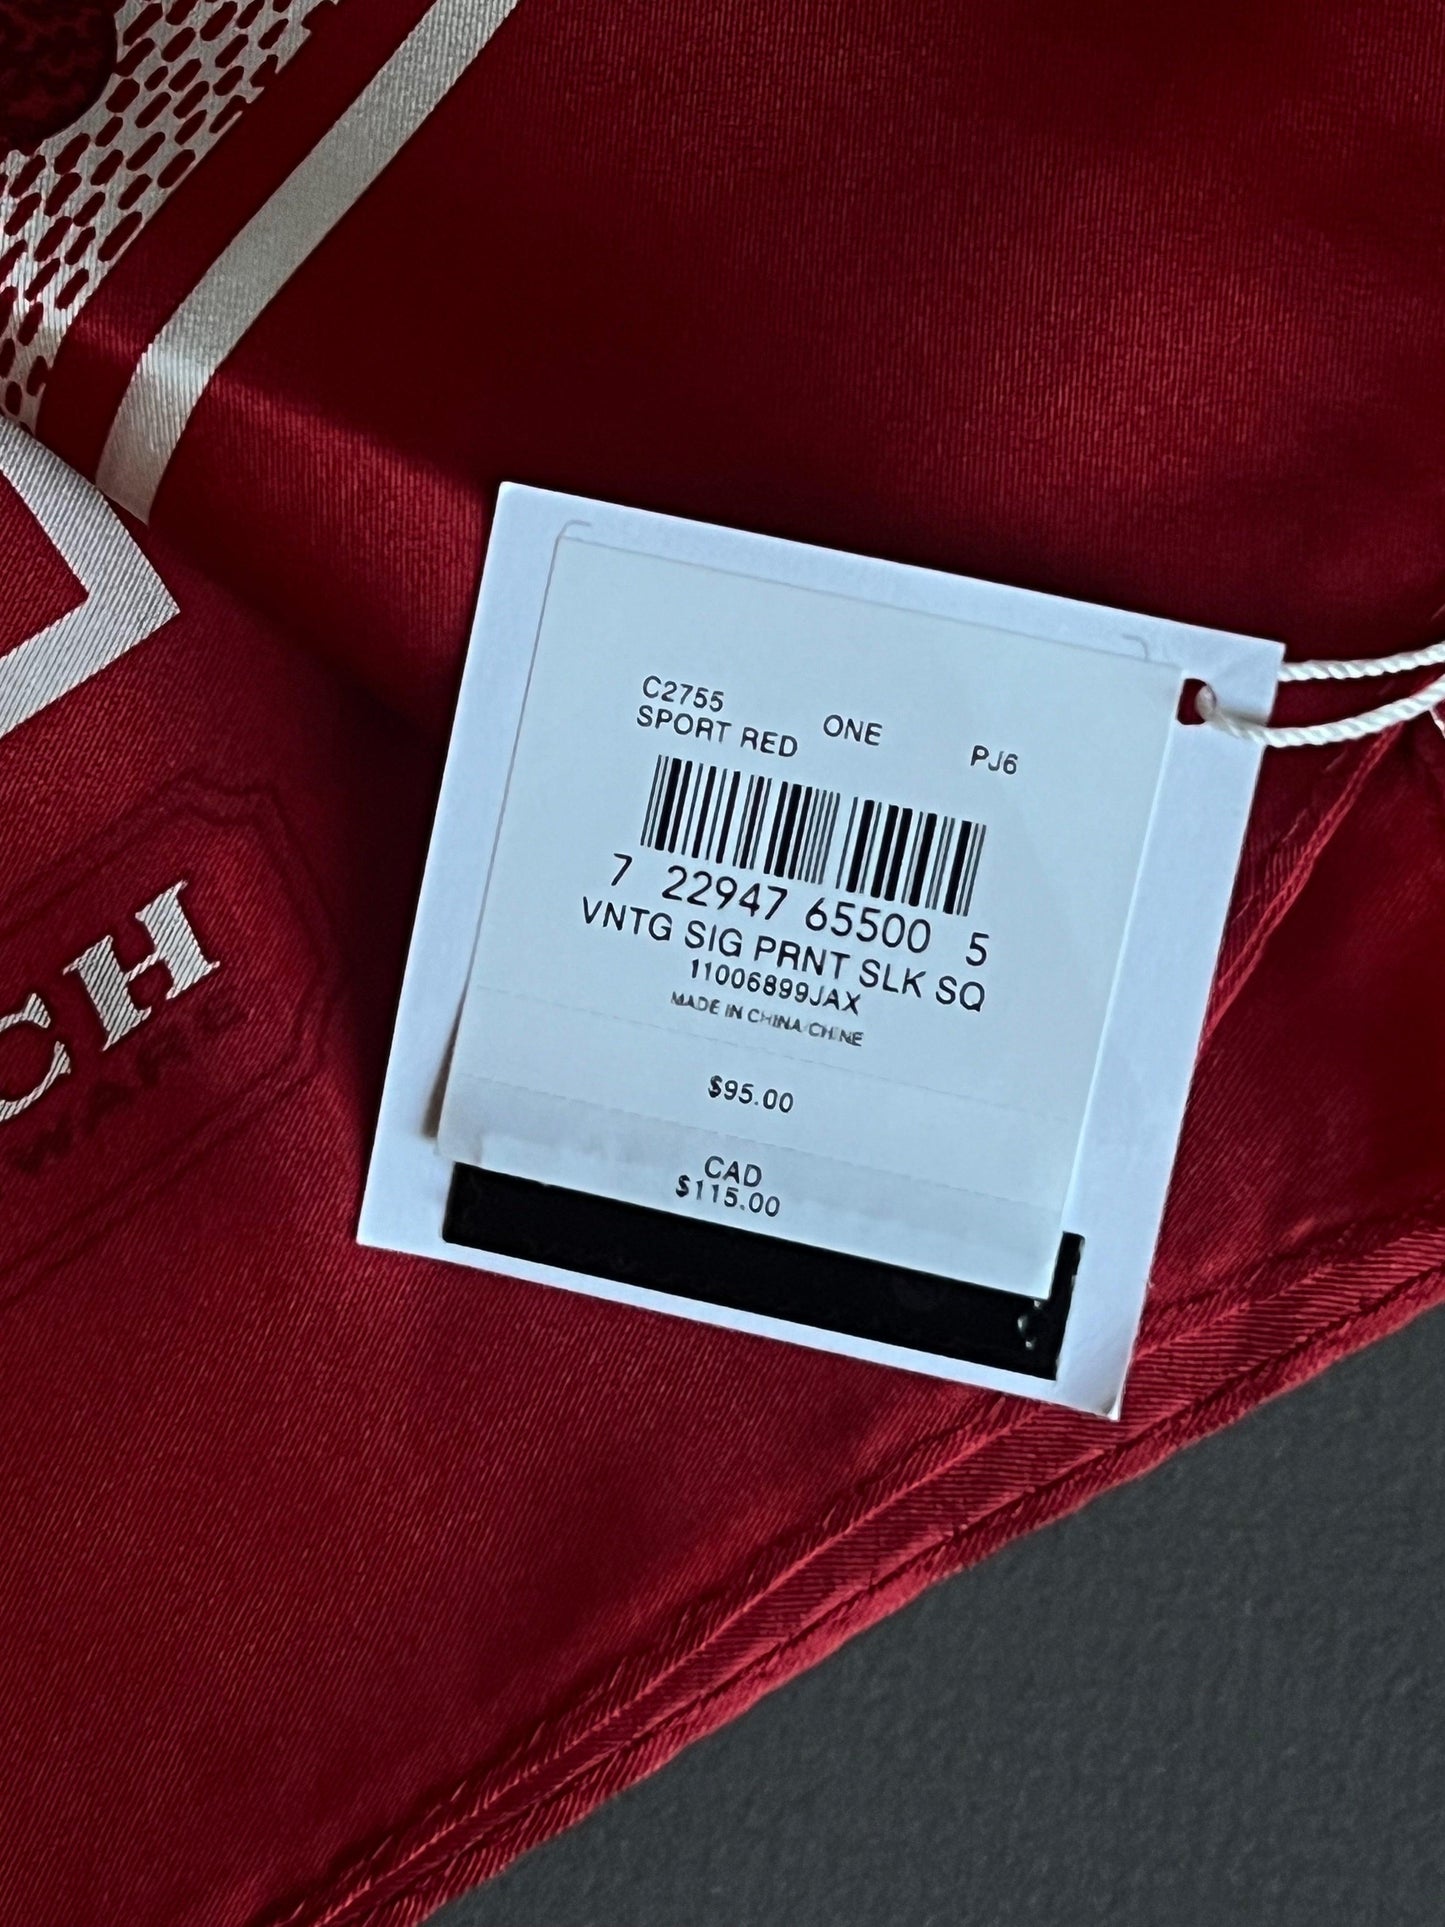 C2755
SPORT RED ONE PJ6
7 22947 65500 5
VNTG SIG PRNT SLK SQ
11006899JAX
MADE IN CHINA/CHINE
$95.00
CAD
$115.00
CH